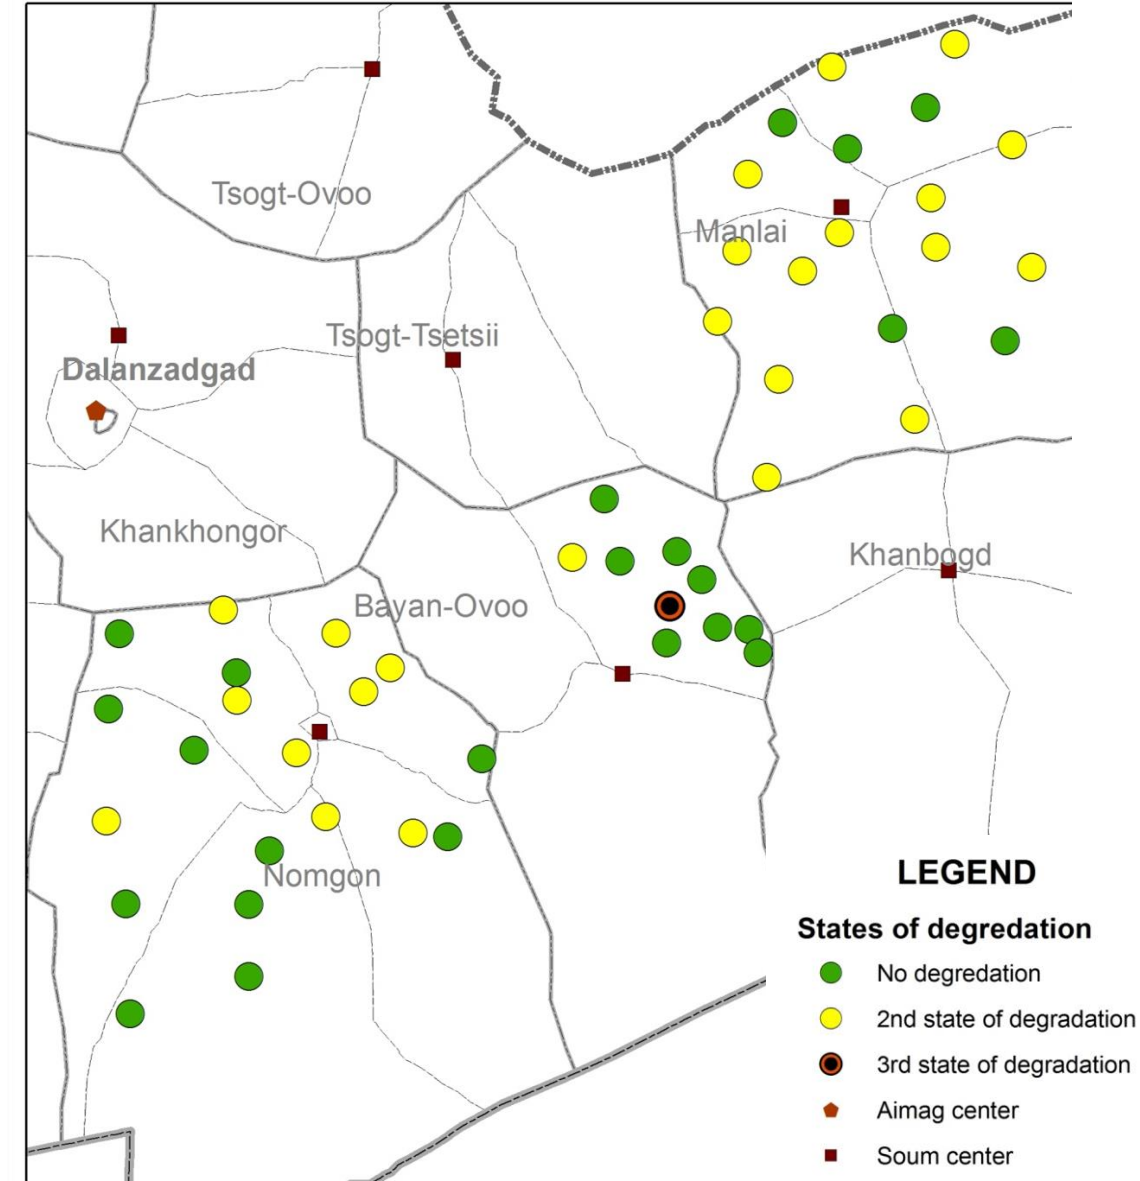 Tsogt-Ovoo
Manlai
Tsogt-Tsetsii
Dalanzadgad
Khankhongor
Khanbogd
Bayan-Ovoo
Nomgon
LEGEND
States of degredation
No degredation
2nd state of degradation
3rd state of degradation
Aimag center
Soum center